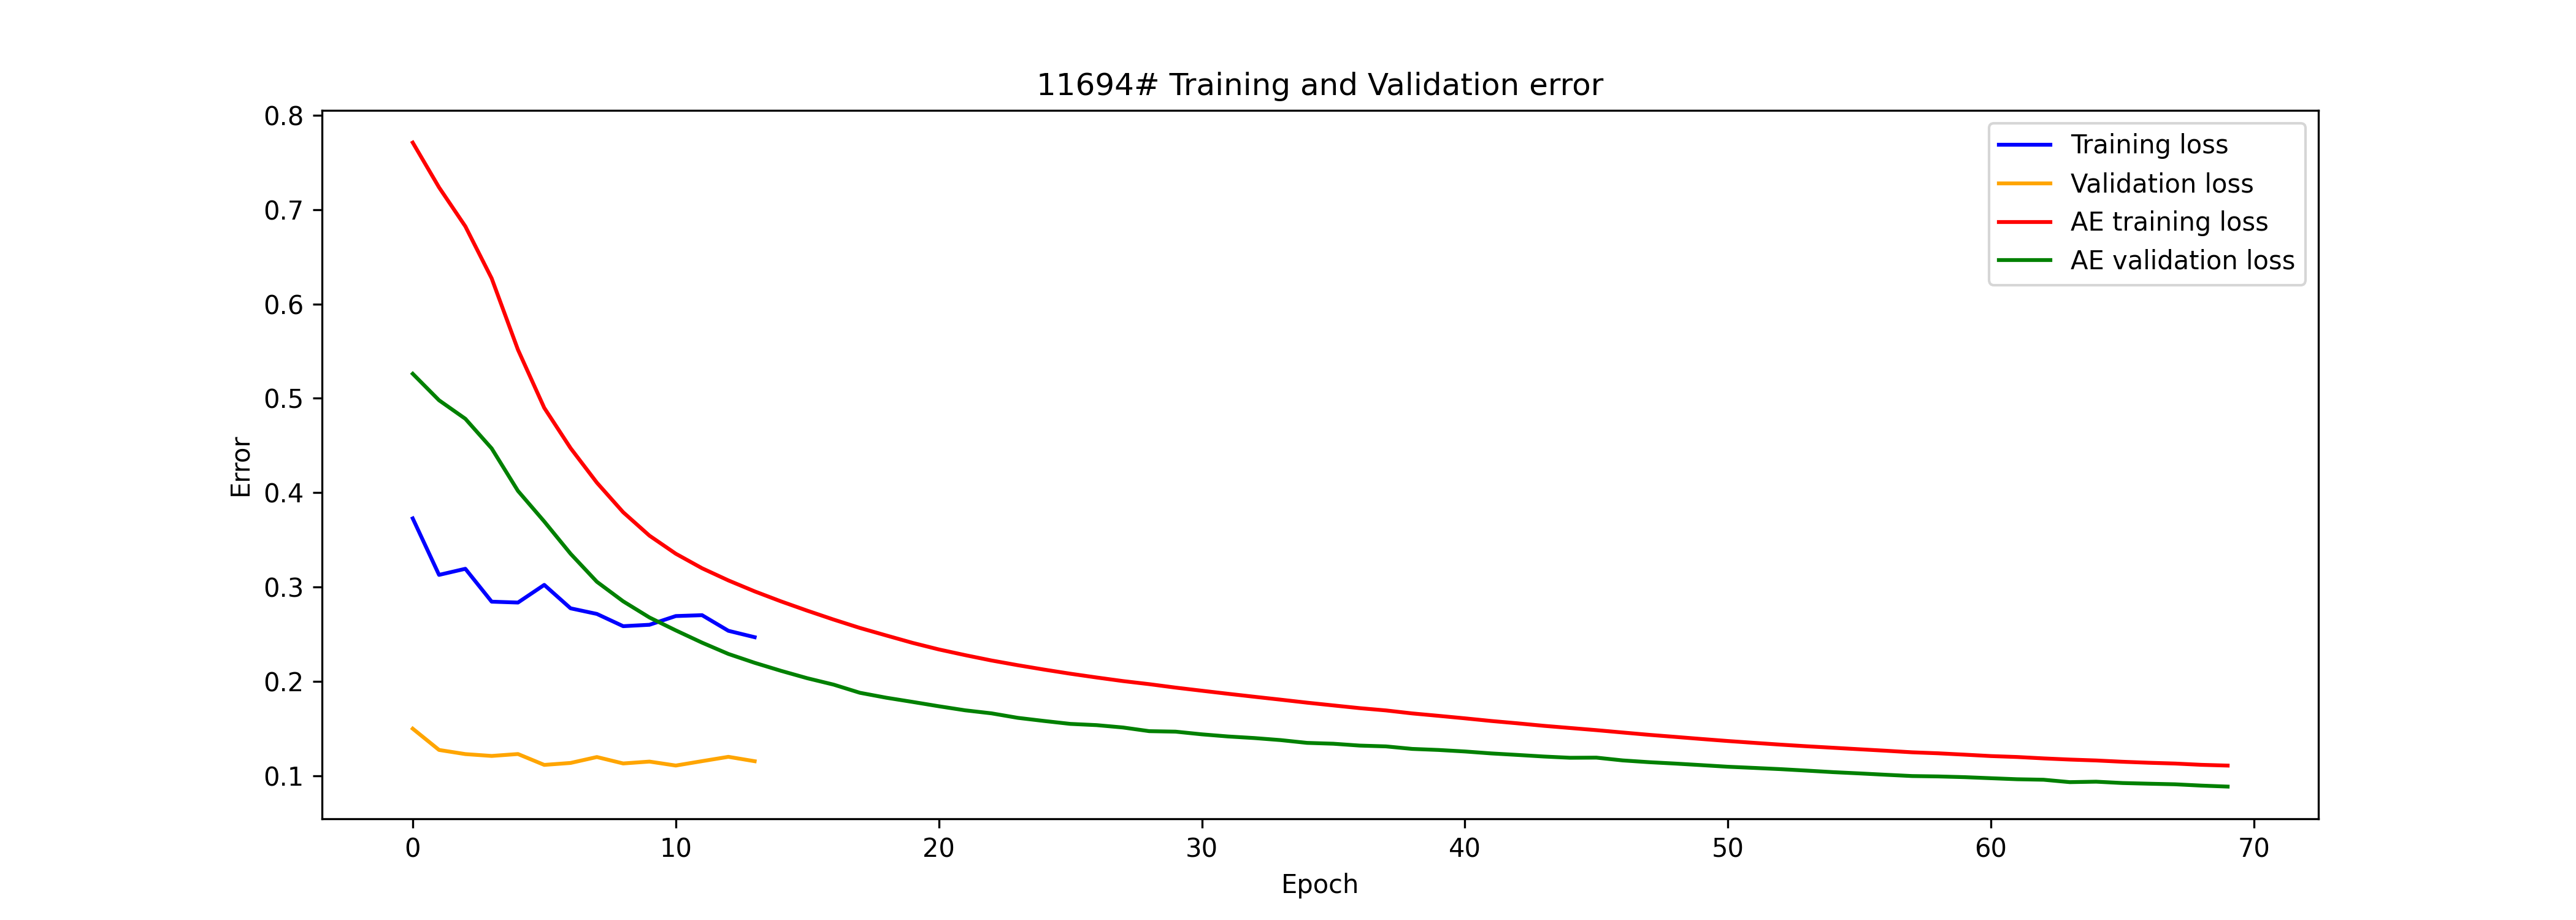 11694# Training and Validation error
Training loss
Validation loss
AE training loss
AE validation loss
Error
0.8
0.7
0.6
0.5
0.4
0.3
0.2
0.1
0 10 20 30 40 50 60 70
Epoch